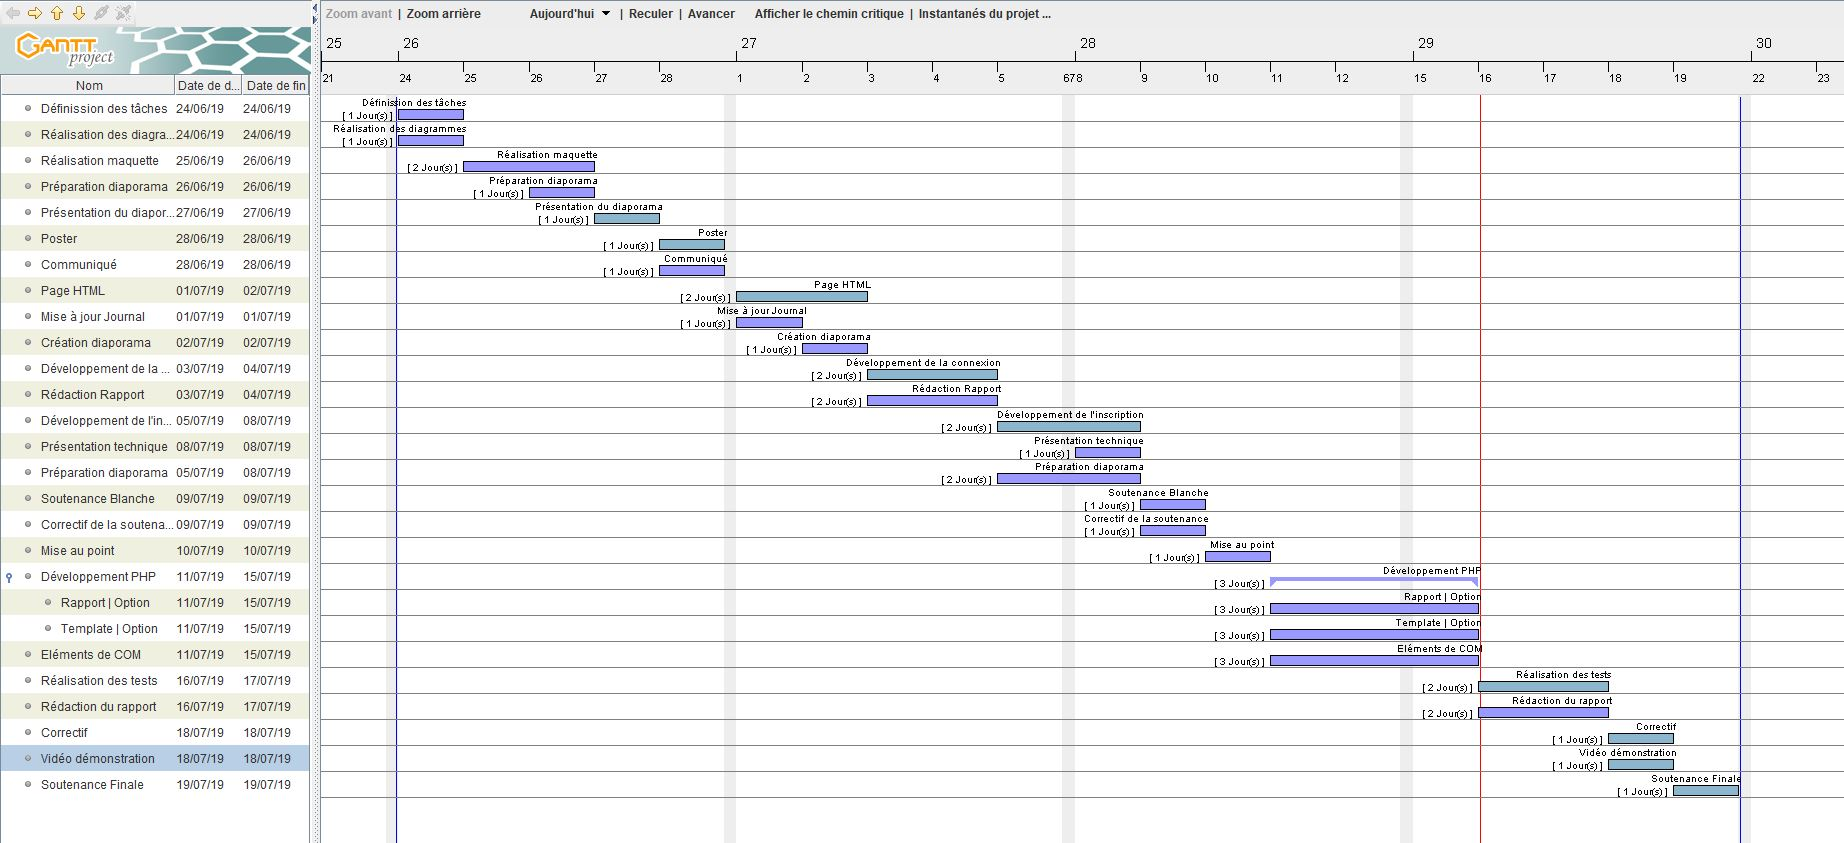 Zoom avant | Zoom arrière Aujourd'hui | Reculer | Avancer Afficher le chemin critique | Instantanés du projet ...
GANTT
project
25 26 27 28 29 30
21 24 25 26 27 28 1 2 3 4 5 678 9 10 11 12 15 16 17 18 19 22 23
Nom Date de d... Date de fin
Définission des tâches 24/06/19 24/06/19
Réalisation des diagra... 24/06/19 24/06/19
Réalisation maquette 25/06/19 26/06/19
Préparation diaporama 26/06/19 26/06/19
Présentation du diapor... 27/06/19 27/06/19
Poster 28/06/19 28/06/19
Communiqué 28/06/19 28/06/19
Page HTML 01/07/19 02/07/19
Mise à jour Journal 01/07/19 01/07/19
Création diaporama 02/07/19 02/07/19
Développement de la ... 03/07/19 04/07/19
Rédaction Rapport 03/07/19 04/07/19
Développement de l'in... 05/07/19 08/07/19
Présentation technique 08/07/19 08/07/19
Préparation diaporama 05/07/19 08/07/19
Soutenance Blanche 09/07/19 09/07/19
Correctif de la soutena... 09/07/19 09/07/19
Mise au point 10/07/19 10/07/19
Développement PHP 11/07/19 15/07/19
Rapport | Option 11/07/19 15/07/19
Template | Option 11/07/19 15/07/19
Eléments de COM 11/07/19 15/07/19
Réalisation des tests 16/07/19 17/07/19
Rédaction du rapport 16/07/19 17/07/19
Correctif 18/07/19 18/07/19
Vidéo démonstration 18/07/19 18/07/19
Soutenance Finale 19/07/19 19/07/19
Définission des tâches
[ 1 Jour(s) ]
Réalisation des diagrammes
[ 1 Jour(s) ]
Réalisation maquette
[ 2 Jour(s) ]
Préparation diaporama
[ 1 Jour(s) ]
Présentation du diaporama
[ 1 Jour(s) ]
Poster
[ 1 Jour(s) ]
Communiqué
[ 1 Jour(s) ]
Page HTML
[ 2 Jour(s) ]
Mise à jour Journal
[ 1 Jour(s) ]
Création diaporama
[ 1 Jour(s) ]
Développement de la connexion
[ 2 Jour(s) ]
Rédaction Rapport
[ 2 Jour(s) ]
Développement de l'inscription
[ 2 Jour(s) ]
Présentation technique
[ 1 Jour(s) ]
Préparation diaporama
[ 2 Jour(s) ]
Soutenance Blanche
[ 1 Jour(s) ]
Correctif de la soutenance
[ 1 Jour(s) ]
Mise au point
[ 1 Jour(s) ]
Développement PHP
[ 3 Jour(s) ]
Rapport | Option
[ 3 Jour(s) ]
Template | Option
[ 3 Jour(s) ]
Eléments de COM
[ 3 Jour(s) ]
Réalisation des tests
[ 2 Jour(s) ]
Rédaction du rapport
[ 2 Jour(s) ]
Correctif
[ 1 Jour(s) ]
Vidéo démonstration
[ 1 Jour(s) ]
Soutenance Finale
[ 1 Jour(s) ]